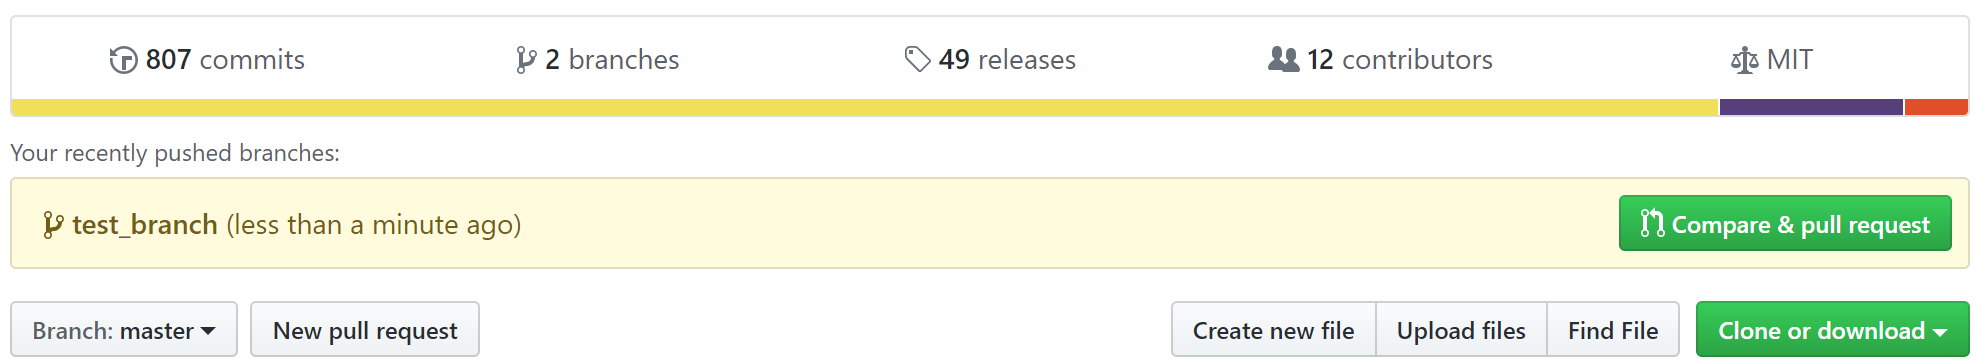 807 commits 2 branches 49 releases 12 contributors MIT
Your recently pushed branches:
test_branch (less than a minute ago) Compare & pull request
Branch: master New pull request Create new file Upload files Find File Clone or download